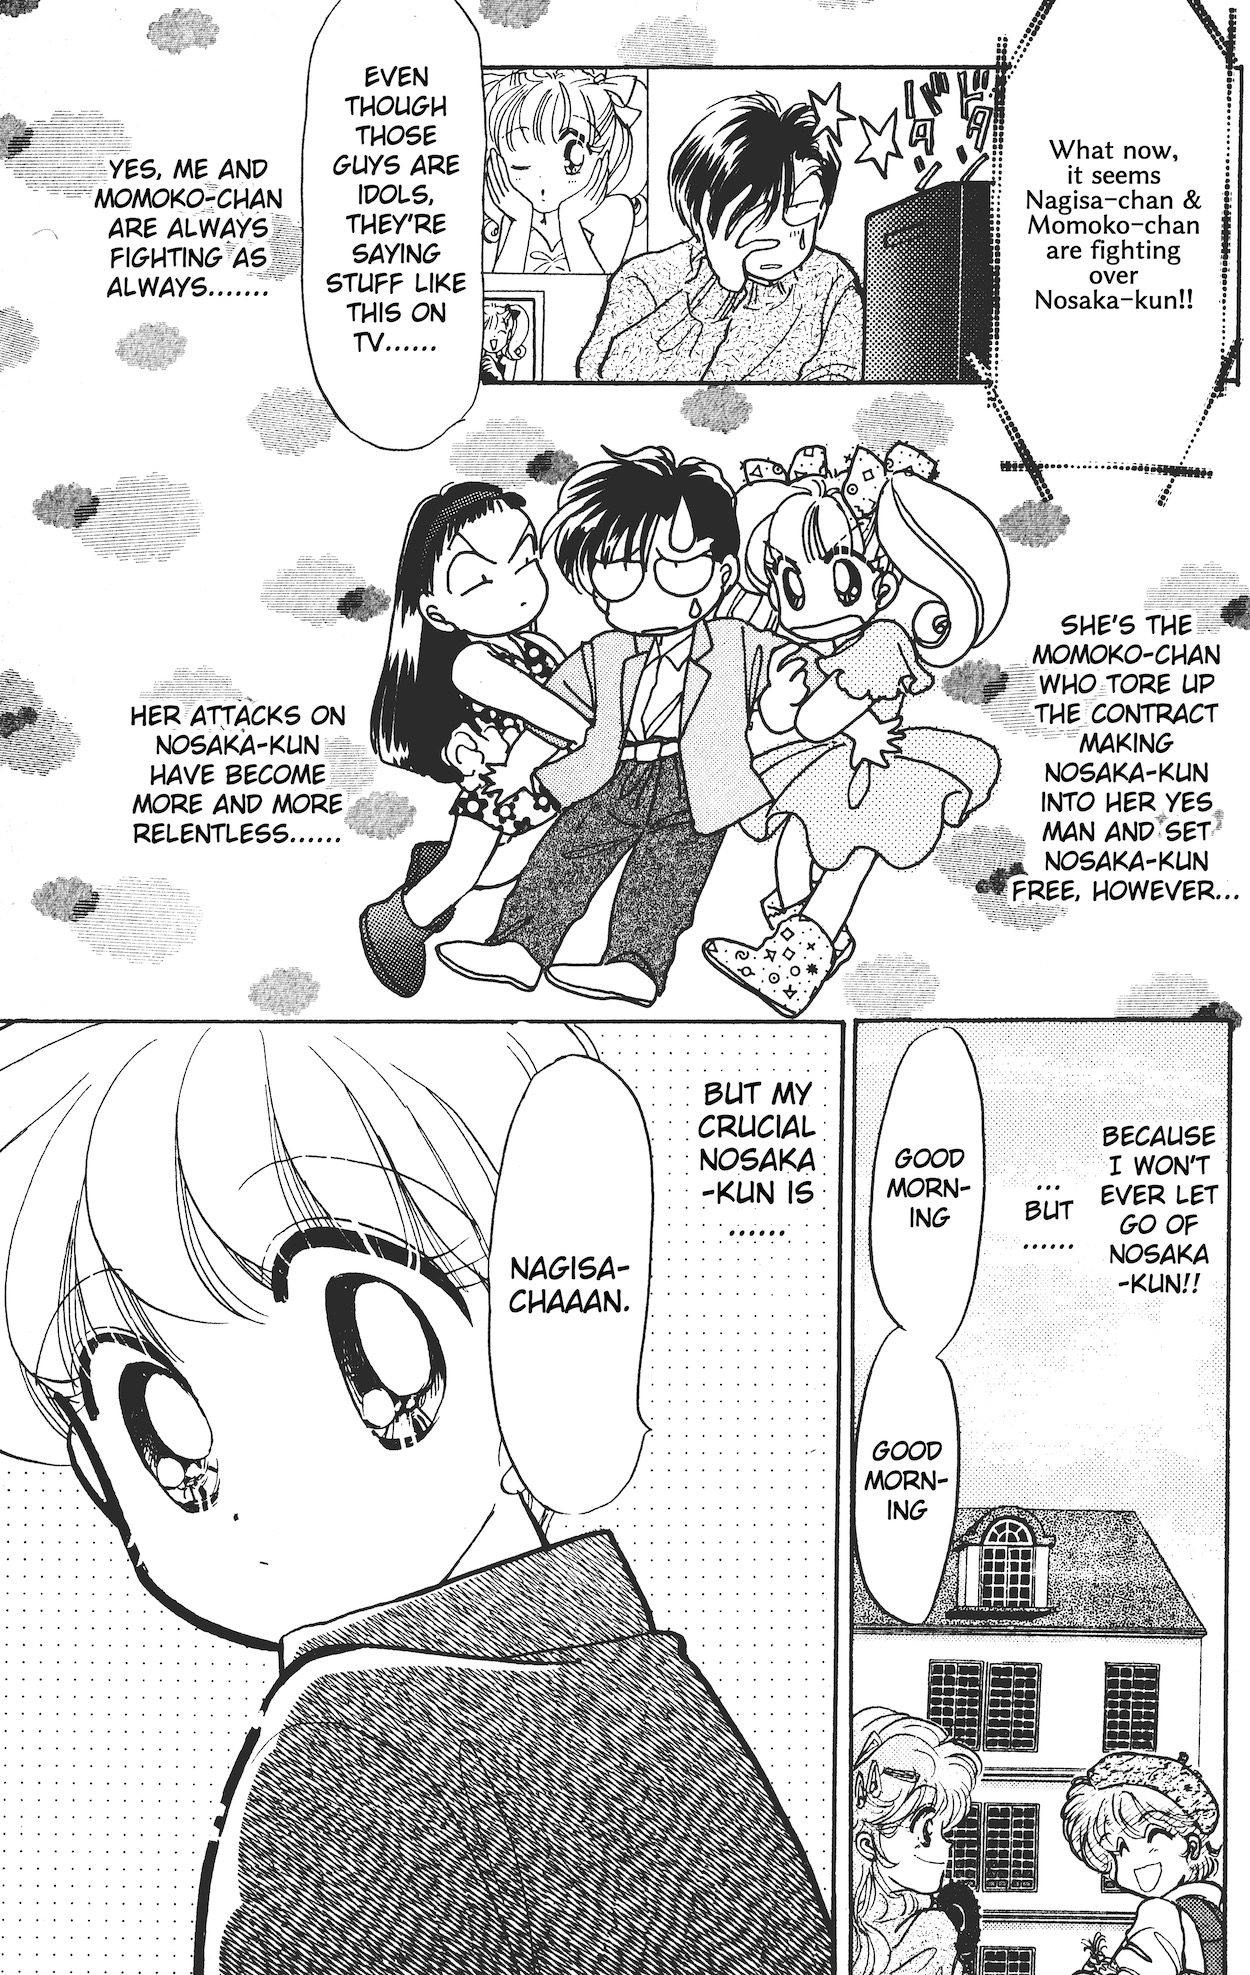 What now,
it seems
Nagisa-chan &
Momoko-chan
are fighting
over
Nosaka-kun!!
ドタ
バタ
EVEN
THOUGH
THOSE
GUYS ARE
IDOLS,
THEY'RE
SAYING
STUFF LIKE
THIS ON
TV......
YES, ME AND
MOMOKO-CHAN
ARE ALWAYS
FIGHTING AS
ALWAYS.......
SHE'S THE
MOMOKO-CHAN
WHO TORE UP
THE CONTRACT
MAKING
NOSAKA-KUN
INTO HER YES
MAN AND SET
NOSAKA-KUN
FREE, HOWEVER...
HER ATTACKS ON
NOSAKA-KUN
HAVE BECOME
MORE AND MORE
RELENTLESS......
BECAUSE
I WON'T
EVER LET
GO OF
NOSAKA
-KUN!!
...
BUT
......
GOOD
MORN-
ING
GOOD
MORN-
ING
BUT MY
CRUCIAL
NOSAKA
-KUN IS
......
NAGISA-
CHAAAN.